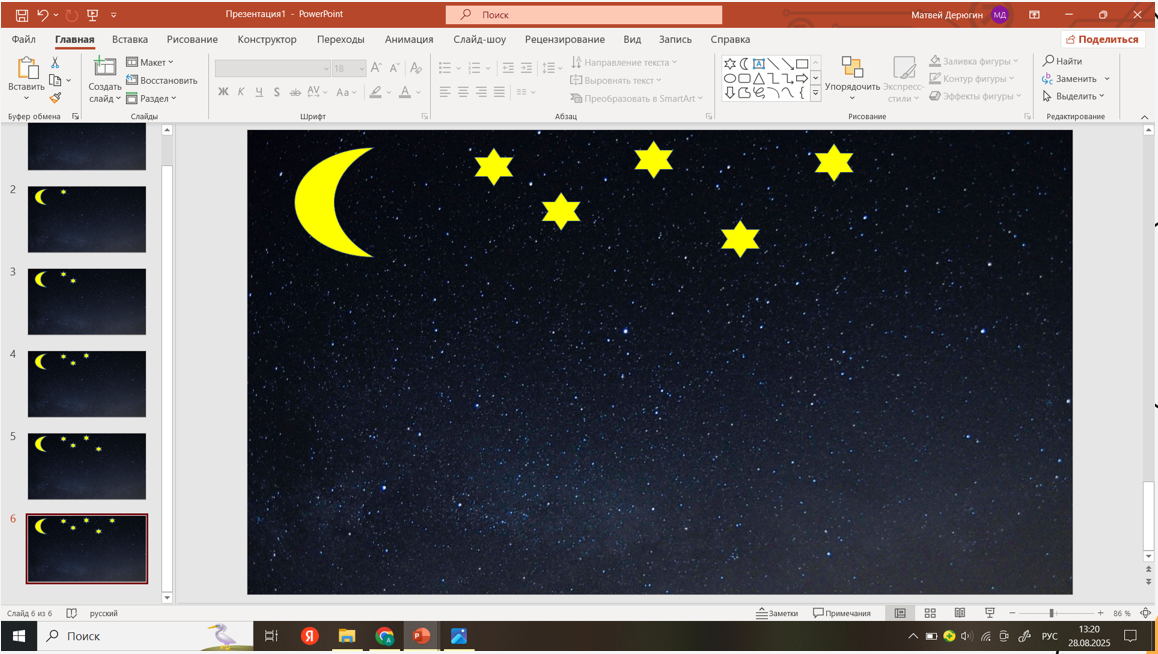 Презентация1 - PowerPoint
Поиск
Матвей Дерюгин
МД
Файл Главная Вставка Рисование Конструктор Переходы Анимация Слайд-шоу Рецензирование Вид Запись Справка
Поделиться
Вставить
Создать слайд
Макет
Восстановить
Раздел
18
Ж К Ч S ab AV Aa А
Направление текста
Выровнять текст
Преобразовать в SmartArt
Упорядочить
Экспресс-стили
Заливка фигуры
Контур фигуры
Эффекты фигуры
Найти
Заменить
Выделить
Буфер обмена Слайды Шрифт Абзац Рисование Редактирование
2
3
4
5
6
Слайд 6 из 6 русский Заметки Примечания 86 %
Поиск
РУС
13:20
28.08.2025